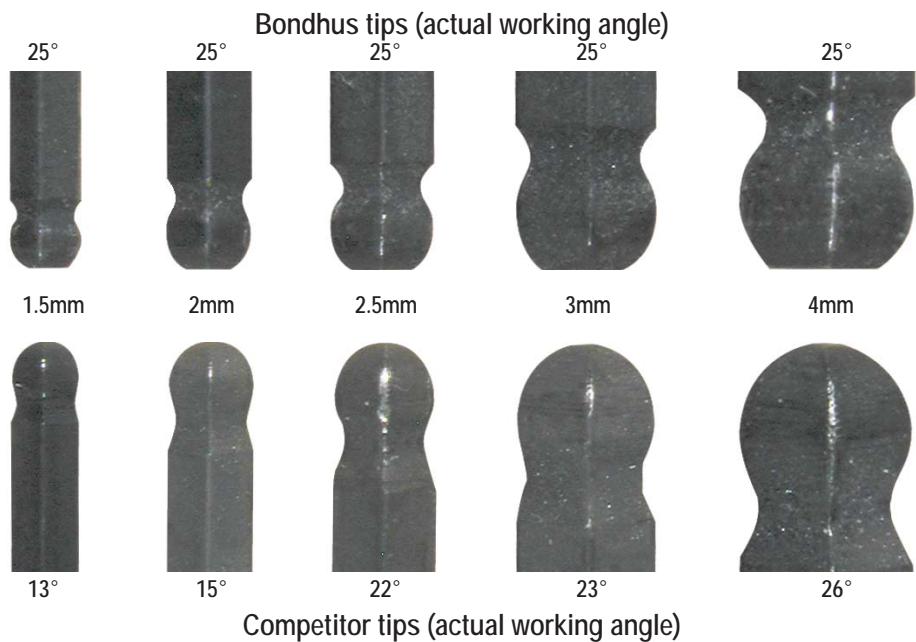 Bondhus tips (actual working angle)
25° 25° 25° 25° 25°
1.5mm 2mm 2.5mm 3mm 4mm
13° 15° 22° 23° 26°
Competitor tips (actual working angle)